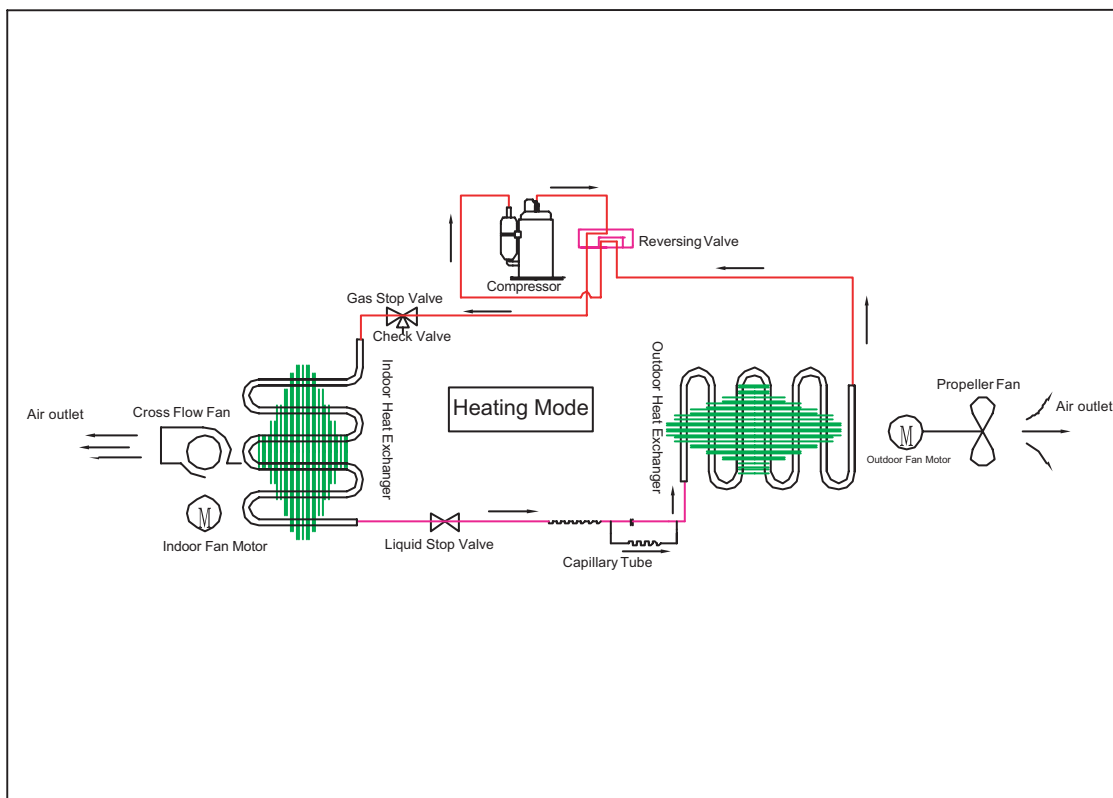 Reversing Valve
Compressor
Gas Stop Valve
Check Valve
Indoor Heat Exchanger
Outdoor Heat Exchanger
Heating Mode
Propeller Fan
Air outlet
Cross Flow Fan
Air outlet
M
Outdoor Fan Motor
M
Indoor Fan Motor
Liquid Stop Valve
Capillary Tube